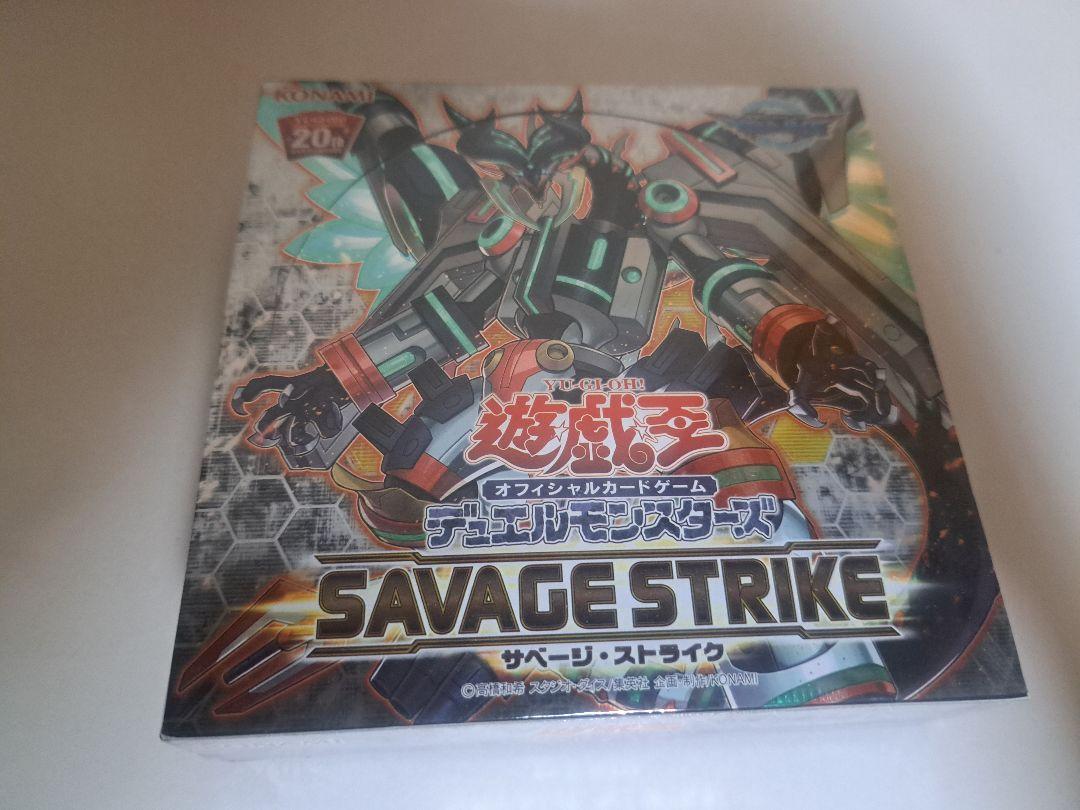 KONAMI
20th
YU-GI-OH!
遊☆戯☆王
オフィシャルカードゲーム
デュエルモンスターズ
SAVAGE STRIKE
サベージ・ストライク
©高橋和希 スタジオ・ダイス/集英社 企画・制作/KONAMI